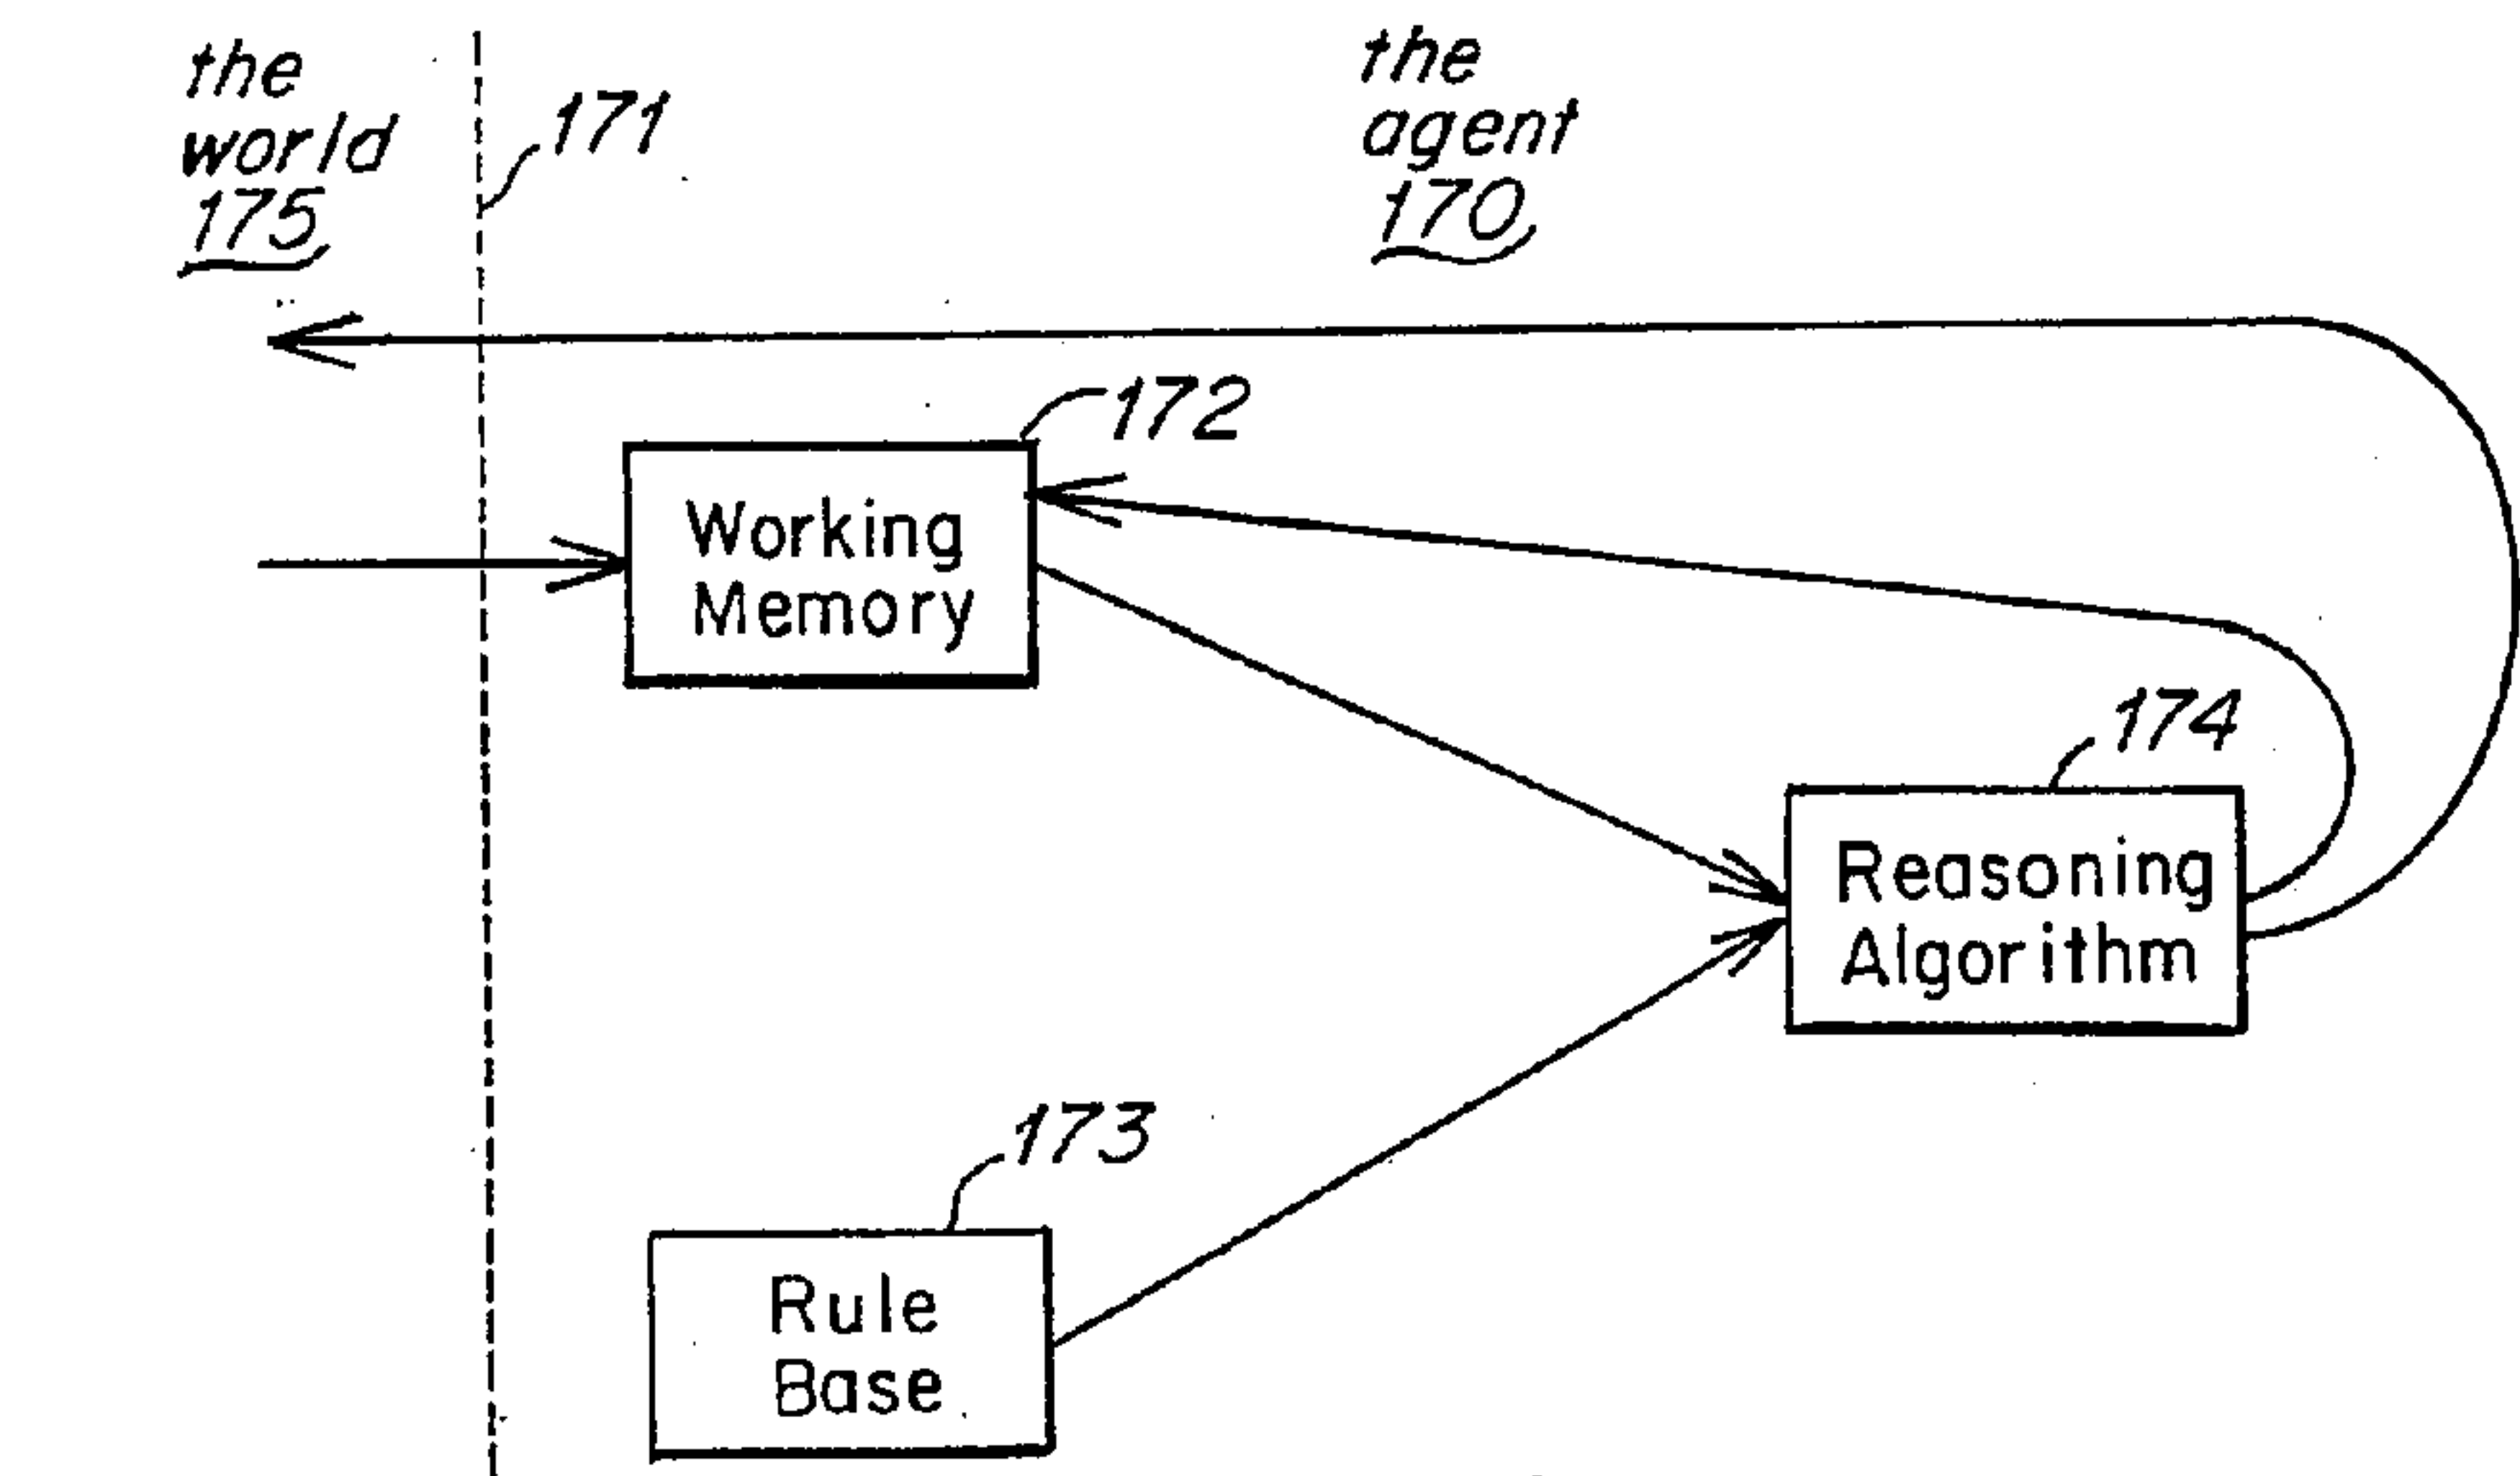 the
world
175
171
the
agent
170
172
Working
Memory
174
Reasoning
Algorithm
173
Rule
Base